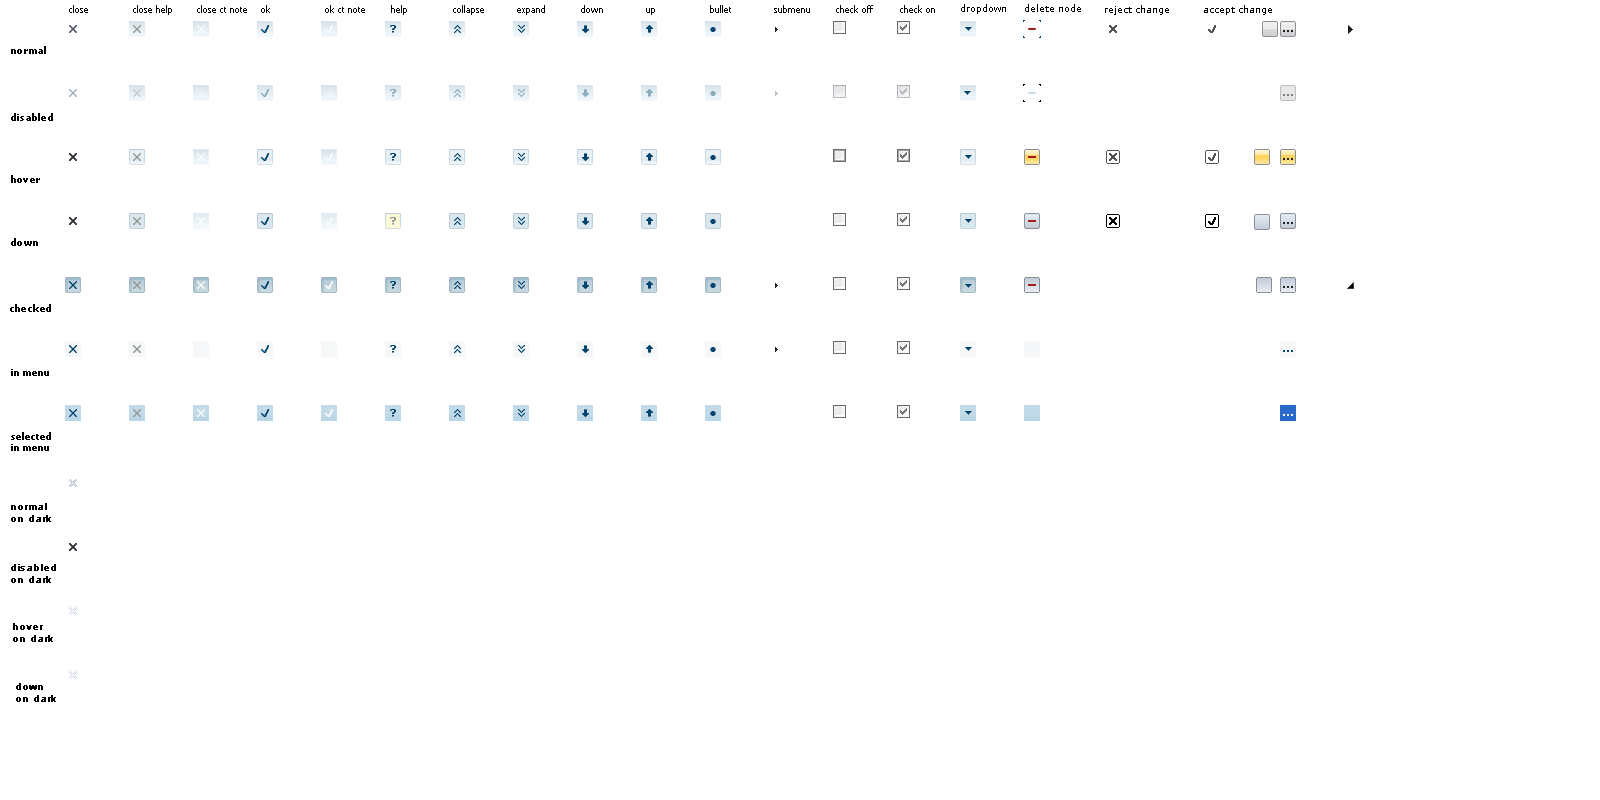 close close help close ct note ok ok ct note help collapse expand down up bullet submenu check off check on dropdown delete node reject change accept change
normal
disabled
hover
down
checked
in menu
selected
in menu
normal
on dark
disabled
on dark
hover
on dark
down
on dark